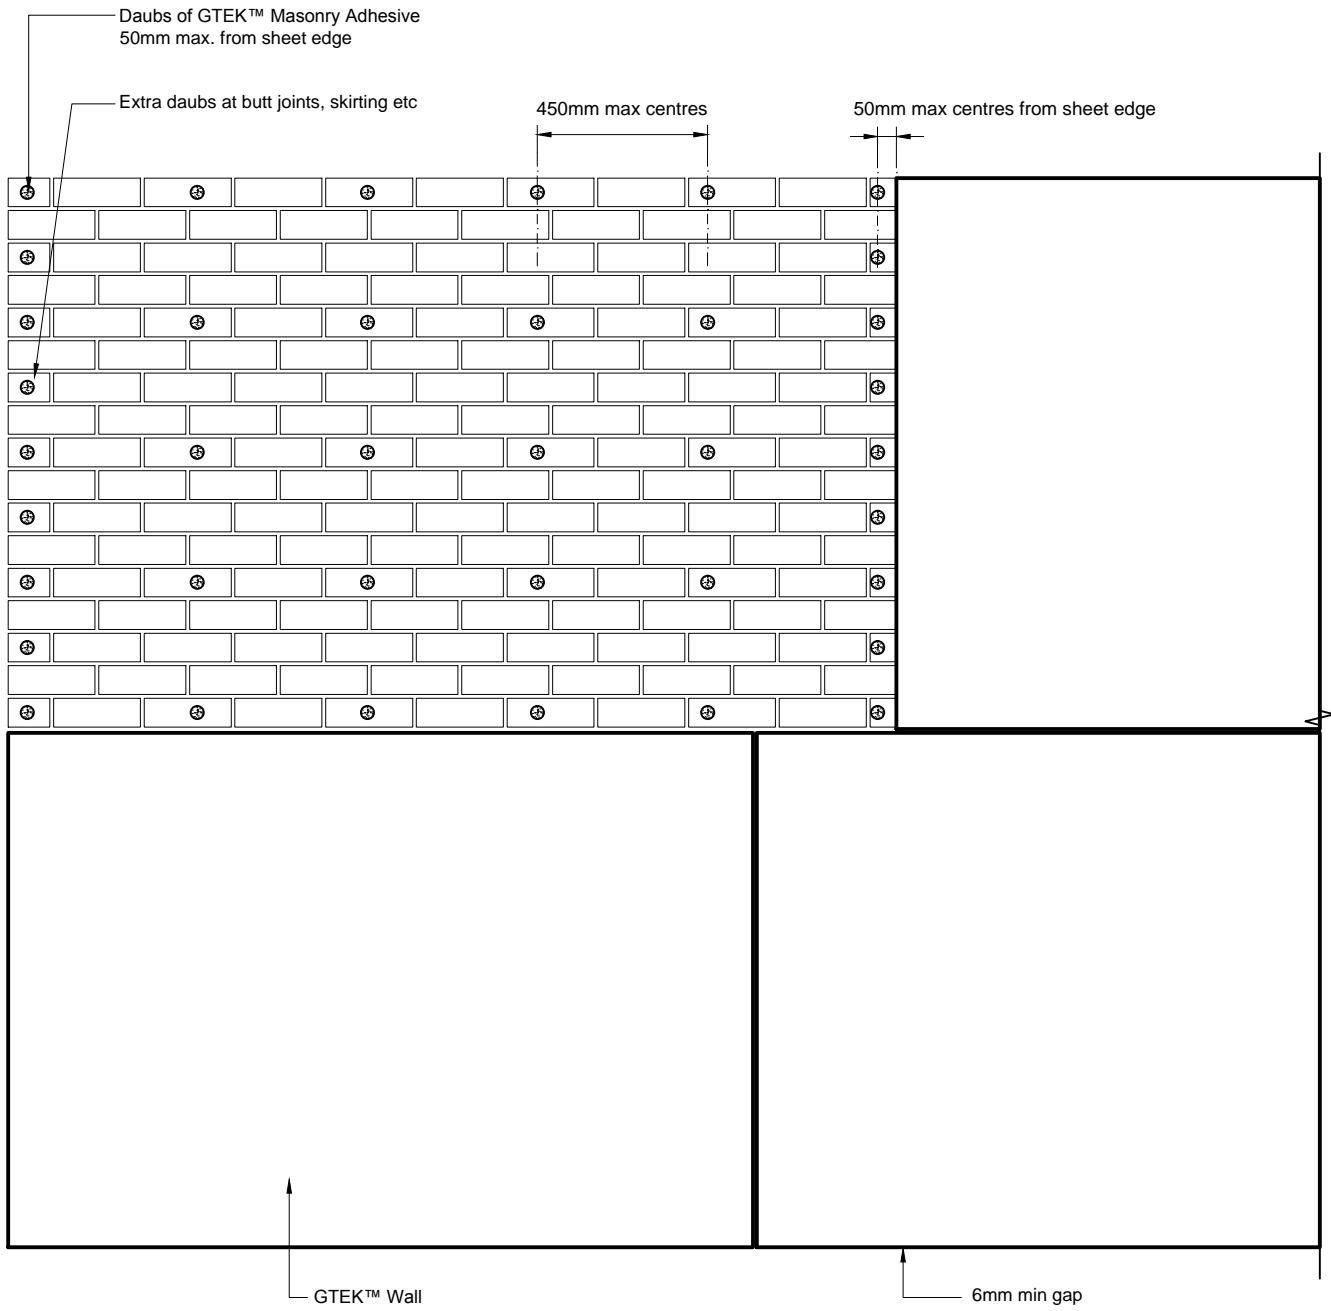 Daubs of GTEK™ Masonry Adhesive
50mm max. from sheet edge
Extra daubs at butt joints, skirting etc
450mm max centres
50mm max centres from sheet edge
GTEK™ Wall
6mm min gap